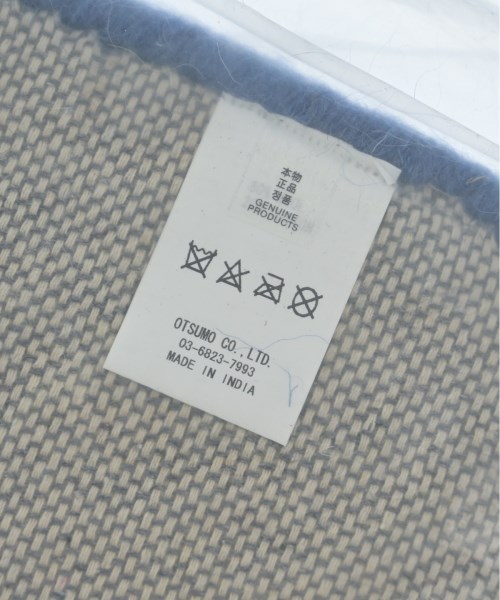 本物
正品
정품
GENUINE
PRODUCTS
OTSUMO CO.,LTD.
03-6823-7993
MADE IN INDIA